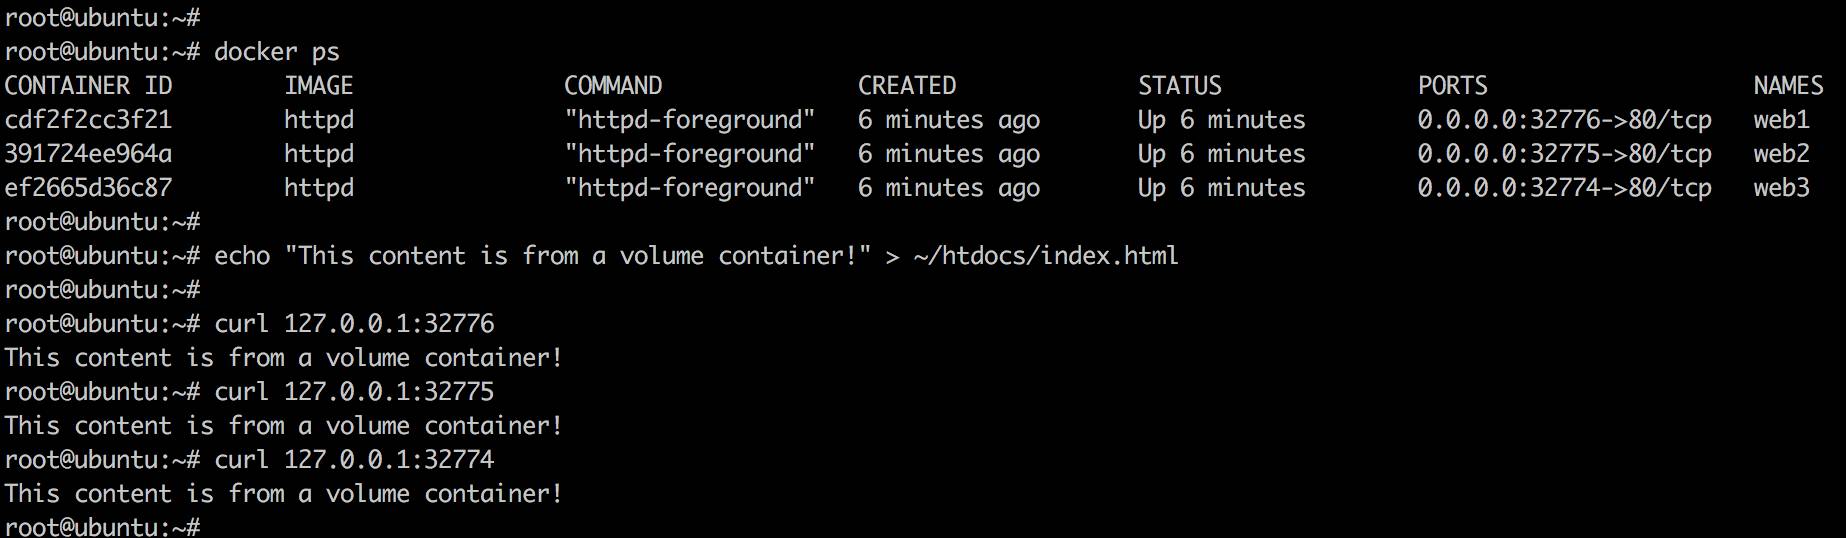 root@ubuntu:~#
root@ubuntu:~# docker ps
CONTAINER ID        IMAGE               COMMAND              CREATED             STATUS              PORTS                   NAMES
cdf2f2cc3f21        httpd               "httpd-foreground"   6 minutes ago       Up 6 minutes        0.0.0.0:32776->80/tcp   web1
391724ee964a        httpd               "httpd-foreground"   6 minutes ago       Up 6 minutes        0.0.0.0:32775->80/tcp   web2
ef2665d36c87        httpd               "httpd-foreground"   6 minutes ago       Up 6 minutes        0.0.0.0:32774->80/tcp   web3
root@ubuntu:~#
root@ubuntu:~# echo "This content is from a volume container!" > ~/htdocs/index.html
root@ubuntu:~#
root@ubuntu:~# curl 127.0.0.1:32776
This content is from a volume container!
root@ubuntu:~# curl 127.0.0.1:32775
This content is from a volume container!
root@ubuntu:~# curl 127.0.0.1:32774
This content is from a volume container!
root@ubuntu:~#